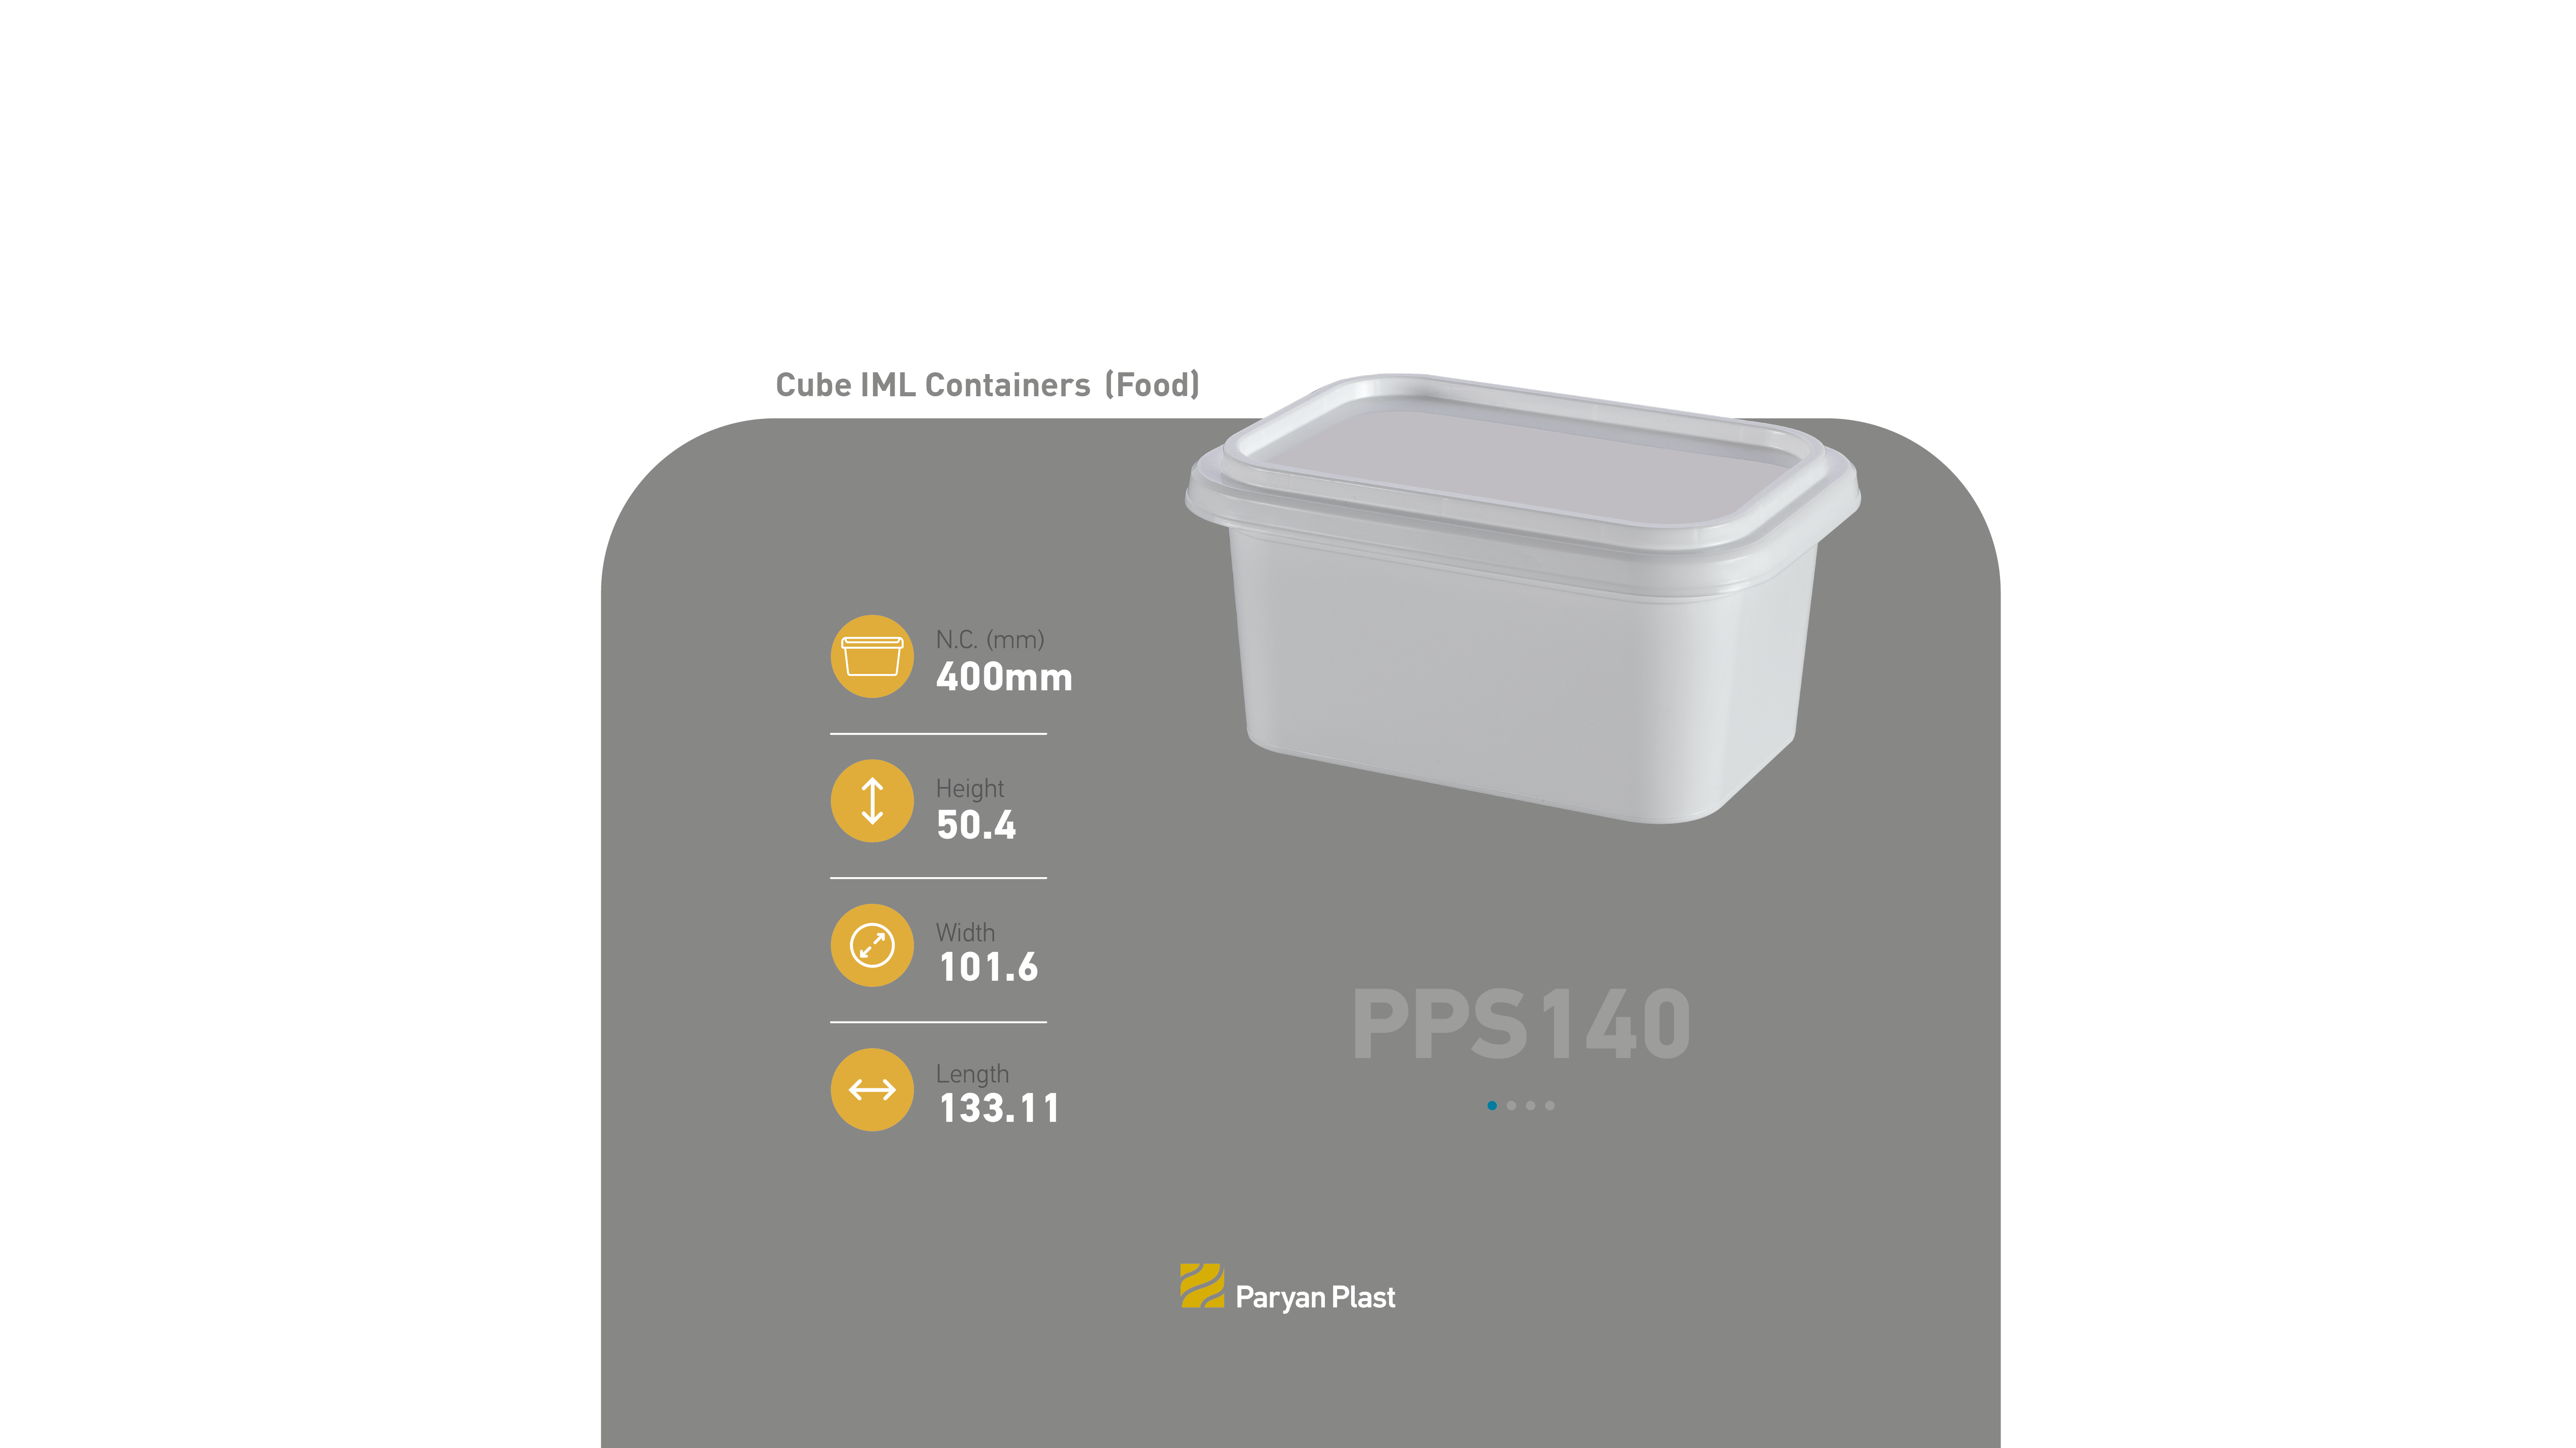 Cube IML Containers (Food)
N.C. (mm)
400mm
Height
50.4
Width
101.6
Length
133.11
PPS140
Paryan Plast